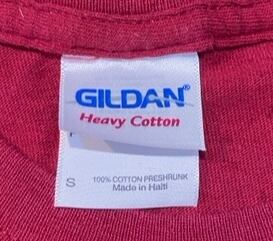 GILDAN®
Heavy Cotton
S
100% COTTON PRESHRUNK
Made in Haiti